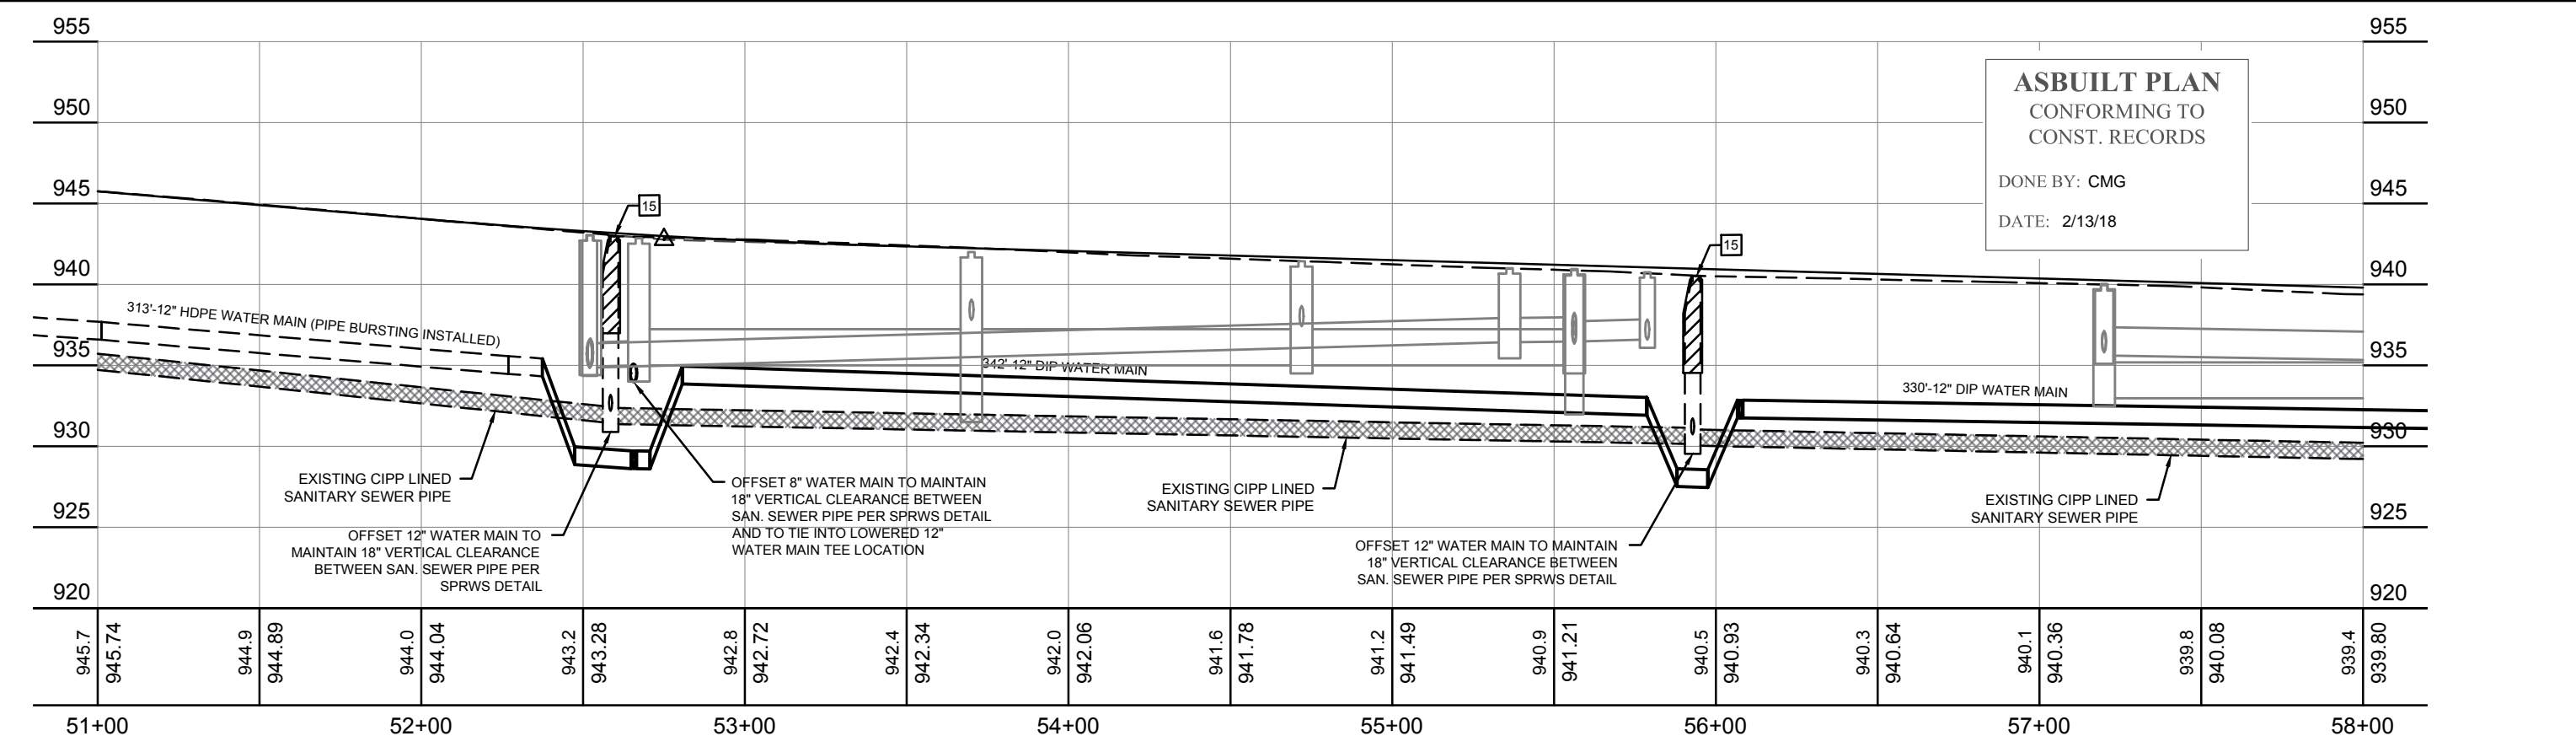 955
950
945
940
935
930
925
920
955
950
945
940
935
930
925
920
ASBUILT PLAN
CONFORMING TO
CONST. RECORDS
DONE BY: CMG
DATE: 2/13/18
15
15
313'-12" HDPE WATER MAIN (PIPE BURSTING INSTALLED)
342'-12" DIP WATER MAIN
330'-12" DIP WATER MAIN
EXISTING CIPP LINED
SANITARY SEWER PIPE
OFFSET 12" WATER MAIN TO
MAINTAIN 18" VERTICAL CLEARANCE
BETWEEN SAN. SEWER PIPE PER
SPRWS DETAIL
OFFSET 8" WATER MAIN TO MAINTAIN
18" VERTICAL CLEARANCE BETWEEN
SAN. SEWER PIPE PER SPRWS DETAIL
AND TO TIE INTO LOWERED 12"
WATER MAIN TEE LOCATION
EXISTING CIPP LINED
SANITARY SEWER PIPE
OFFSET 12" WATER MAIN TO MAINTAIN
18" VERTICAL CLEARANCE BETWEEN
SAN. SEWER PIPE PER SPRWS DETAIL
EXISTING CIPP LINED
SANITARY SEWER PIPE
945.7
945.74
944.9
944.89
944.0
944.04
943.2
943.28
942.8
942.72
942.4
942.34
942.0
942.06
941.6
941.78
941.2
941.49
940.9
941.21
940.5
940.93
940.3
940.64
940.1
940.36
939.8
940.08
939.4
939.80
51+00
52+00
53+00
54+00
55+00
56+00
57+00
58+00